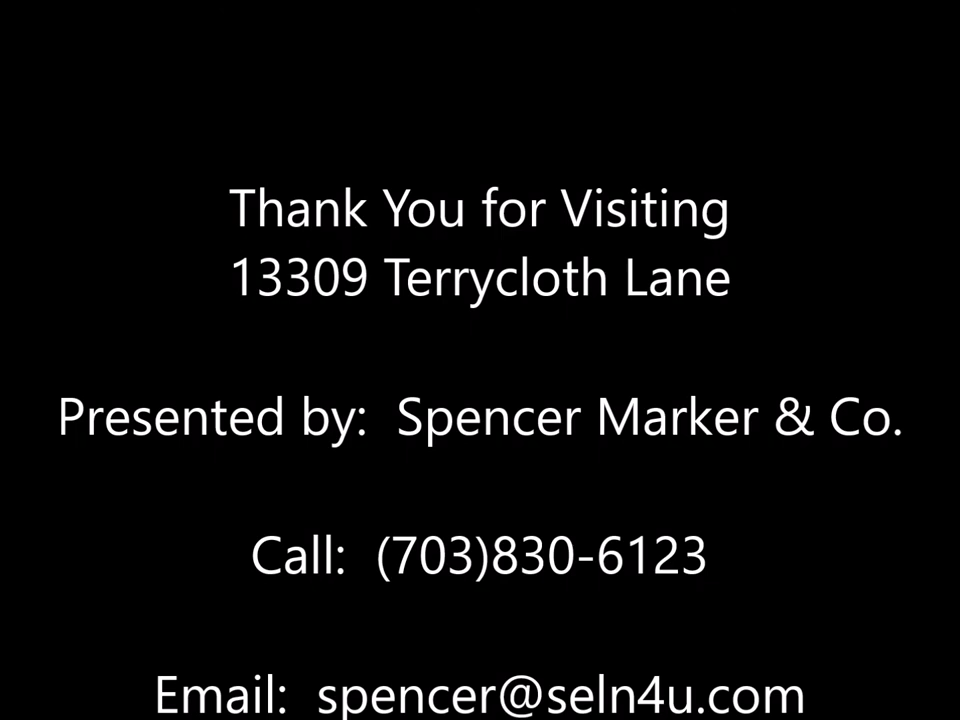 Thank You for Visiting
13309 Terrycloth Lane
Presented by:  Spencer Marker & Co.
Call:  (703)830-6123
Email:  spencer@seln4u.com